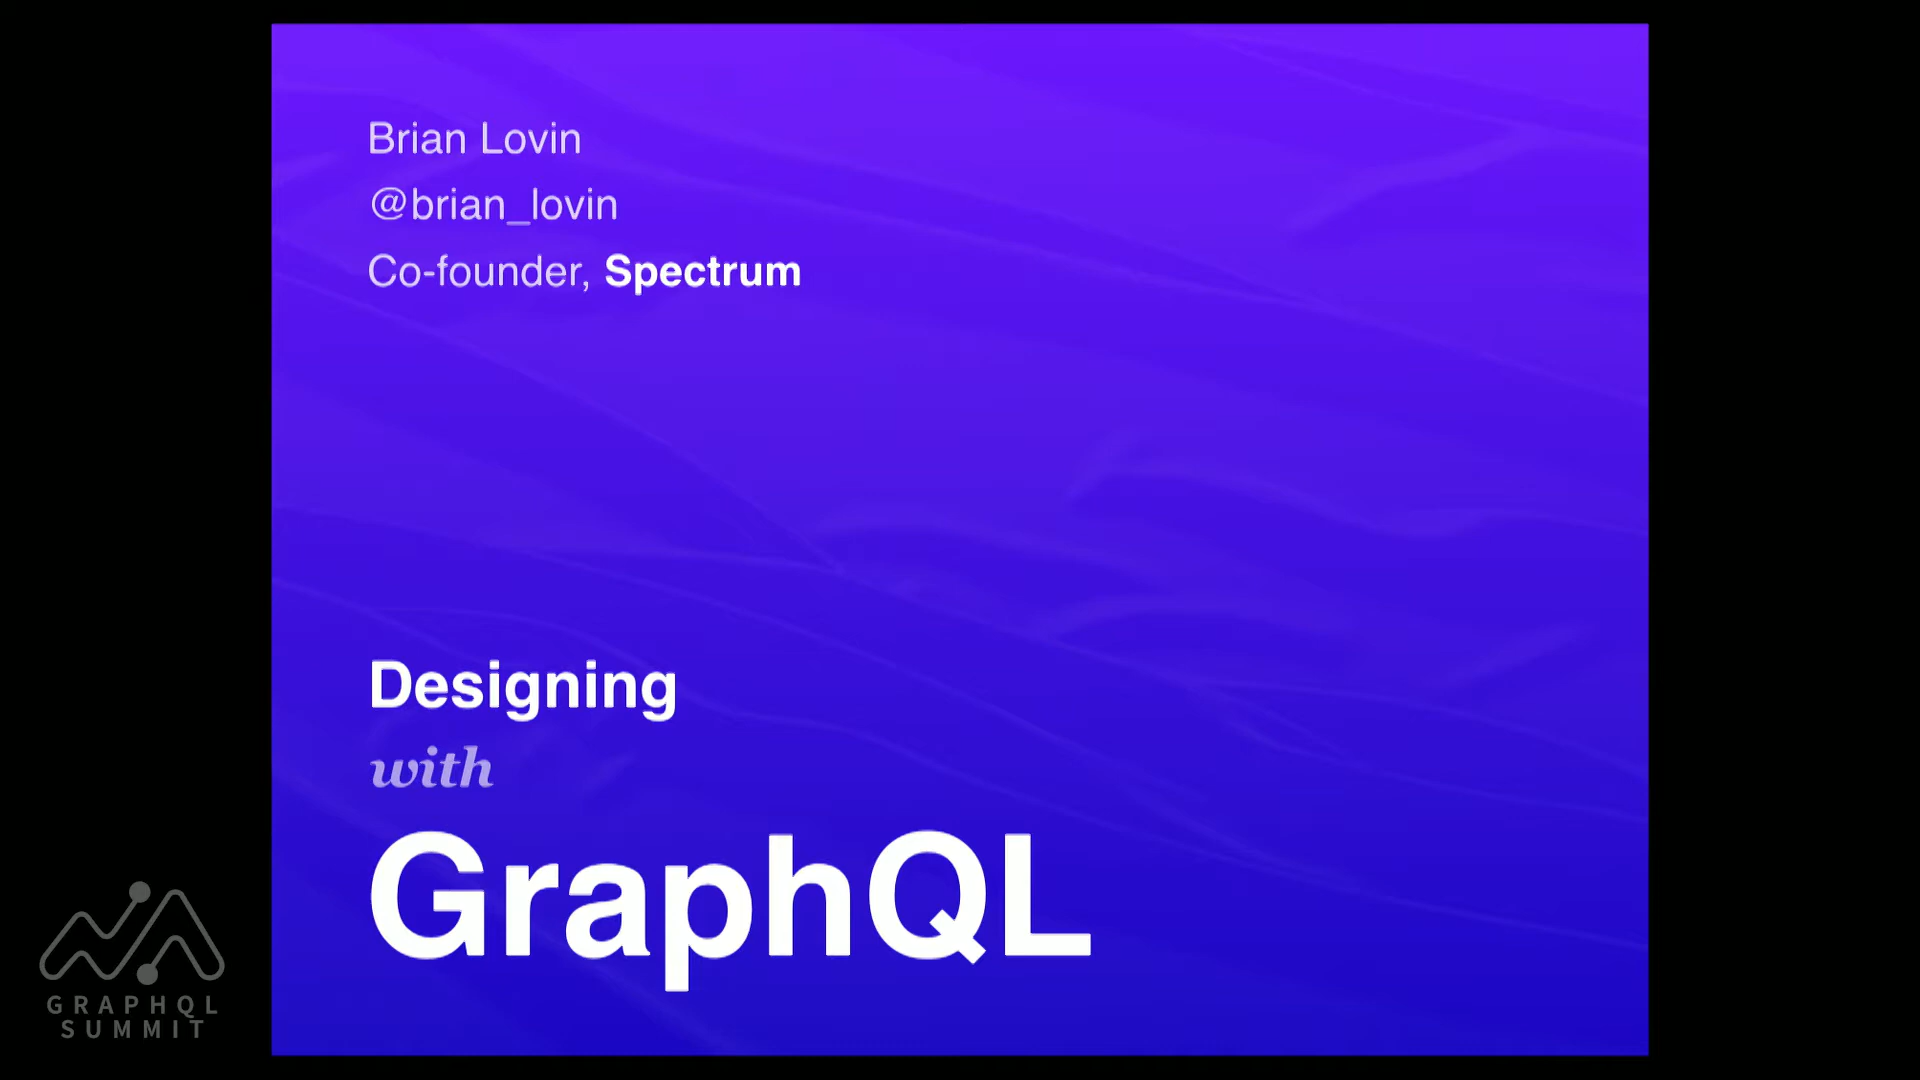 Brian Lovin
@brian_lovin
Co-founder, Spectrum
Designing
with
GraphQL
GRAPHQL
SUMMIT